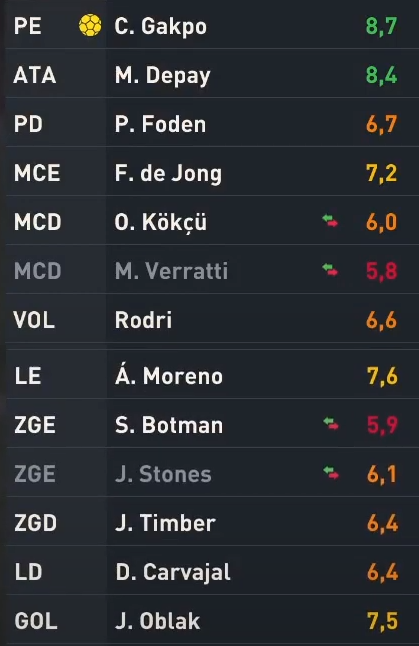 PE C. Gakpo 8,7
ATA M. Depay 8,4
PD P. Foden 6,7
MCE F. de Jong 7,2
MCD O. Kökçü 6,0
MCD M. Verratti 5,8
VOL Rodri 6,6
LE Á. Moreno 7,6
ZGE S. Botman 5,9
ZGE J. Stones 6,1
ZGD J. Timber 6,4
LD D. Carvajal 6,4
GOL J. Oblak 7,5